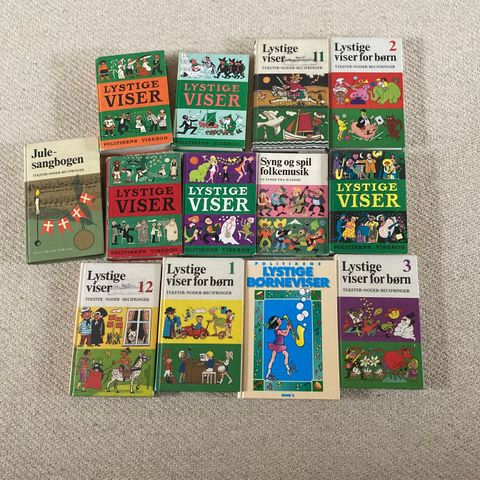 LYSTIGE
VISER
POLITIKENS VISEBOG
LYSTIGE
VISER
POLITIKENS VISEBOG
Lystige
viser 11
TEKSTER·NODER·BECIFRINGER
Lystige 2
viser for børn
TEKSTER·NODER·BECIFRINGER
Jule-
sangbogen
TEKSTER·NODER·BECIFRINGER
LYSTIGE
VISER
POLITIKENS VISEBOG
LYSTIGE
VISER
POLITIKENS VISEBOG
Syng og spil
folkemusik
LYSTIGE
VISER
POLITIKENS VISEBOG
Lystige
viser 12
TEKSTER·NODER·BECIFRINGER
Lystige 1
viser for børn
TEKSTER·NODER·BECIFRINGER
POLITIKENS
LYSTIGE
BØRNEVISER
BIND 2
Lystige 3
viser for børn
TEKSTER·NODER·BECIFRINGER